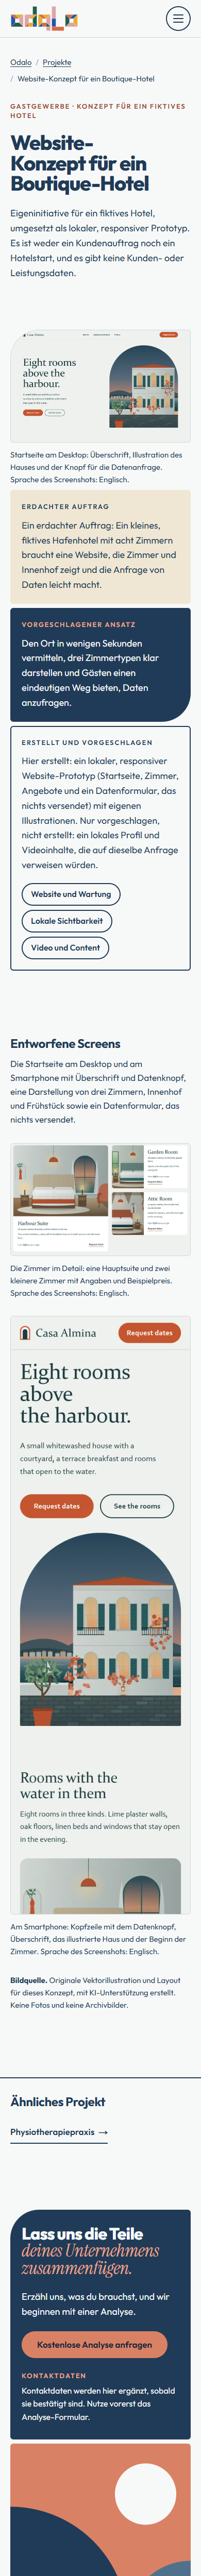 odalo
Odalo / Projekte
/ Website-Konzept für ein Boutique-Hotel
GASTGEWERBE · KONZEPT FÜR EIN FIKTIVES
HOTEL
Website-
Konzept für ein
Boutique-Hotel
Eigeninitiative für ein fiktives Hotel,
umgesetzt als lokaler, responsiver Prototyp.
Es ist weder ein Kundenauftrag noch ein
Hotelstart, und es gibt keine Kunden- oder
Leistungsdaten.
Casa Almina
Eight rooms
above the
harbour.
Startseite am Desktop: Überschrift, Illustration des
Hauses und der Knopf für die Datenanfrage.
Sprache des Screenshots: Englisch.
ERDACHTER AUFTRAG
Ein erdachter Auftrag: Ein kleines,
fiktives Hafenhotel mit acht Zimmern
braucht eine Website, die Zimmer und
Innenhof zeigt und die Anfrage von
Daten leicht macht.
VORGESCHLAGENER ANSATZ
Den Ort in wenigen Sekunden
vermitteln, drei Zimmertypen klar
darstellen und Gästen einen
eindeutigen Weg bieten, Daten
anzufragen.
ERSTELLT UND VORGESCHLAGEN
Hier erstellt: ein lokaler, responsiver
Website-Prototyp (Startseite, Zimmer,
Angebote und ein Datenformular, das
nichts versendet) mit eigenen
Illustrationen. Nur vorgeschlagen,
nicht erstellt: ein lokales Profil und
Videoinhalte, die auf dieselbe Anfrage
verweisen würden.
Website und Wartung
Lokale Sichtbarkeit
Video und Content
Entworfene Screens
Die Startseite am Desktop und am
Smartphone mit Überschrift und Datenknopf,
eine Darstellung von drei Zimmern, Innenhof
und Frühstück sowie ein Datenformular, das
nichts versendet.
Garden Room
Attic Room
Harbour Suite
Die Zimmer im Detail: eine Hauptsuite und zwei
kleinere Zimmer mit Angaben und Beispielpreis.
Sprache des Screenshots: Englisch.
Casa Almina
Request dates
Eight rooms
above
the harbour.
A small whitewashed house with a
courtyard, a terrace breakfast and rooms
that open to the water.
Request dates
See the rooms
Rooms with the
water in them
Eight rooms in three kinds. Lime plaster walls,
oak floors, linen beds and windows that stay open
in the evening.
Am Smartphone: Kopfzeile mit dem Datenknopf,
Überschrift, das illustrierte Haus und der Beginn der
Zimmer. Sprache des Screenshots: Englisch.
Bildquelle. Originale Vektorillustration und Layout
für dieses Konzept, mit KI-Unterstützung erstellt.
Keine Fotos und keine Archivbilder.
Ähnliches Projekt
Physiotherapiepraxis →
Lass uns die Teile
deines Unternehmens
zusammenfügen.
Erzähl uns, was du brauchst, und wir
beginnen mit einer Analyse.
Kostenlose Analyse anfragen
KONTAKTDATEN
Kontaktdaten werden hier ergänzt, sobald
sie bestätigt sind. Nutze vorerst das
Analyse-Formular.